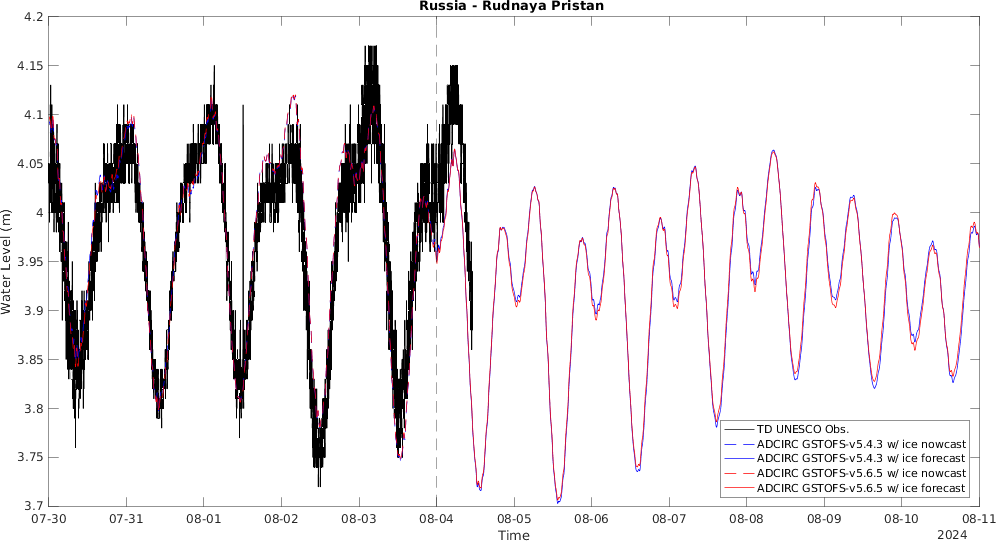 Russia - Rudnaya Pristan
4.2
4.15
4.1
4.05
4
3.95
3.9
3.85
3.8
3.75
3.7
Water Level (m)
TD UNESCO Obs.
ADCIRC GSTOFS-v5.4.3 w/ ice nowcast
ADCIRC GSTOFS-v5.4.3 w/ ice forecast
ADCIRC GSTOFS-v5.6.5 w/ ice nowcast
ADCIRC GSTOFS-v5.6.5 w/ ice forecast
07-30 07-31 08-01 08-02 08-03 08-04 08-05 08-06 08-07 08-08 08-09 08-10 08-11
Time
2024